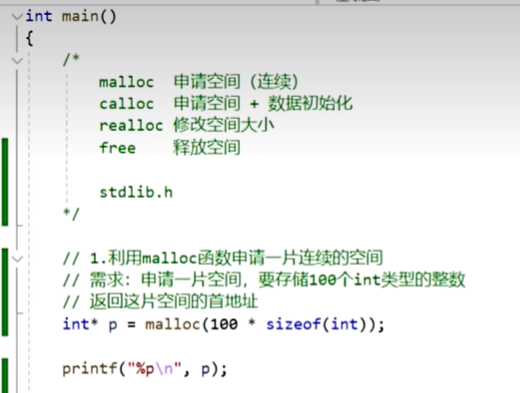 int main()
{
/*
malloc 申请空间（连续）
calloc 申请空间 + 数据初始化
realloc 修改空间大小
free 释放空间
stdlib.h
*/
// 1.利用malloc函数申请一片连续的空间
// 需求：申请一片空间，要存储100个int类型的整数
// 返回这片空间的首地址
int* p = malloc(100 * sizeof(int));
printf("%p\n", p);